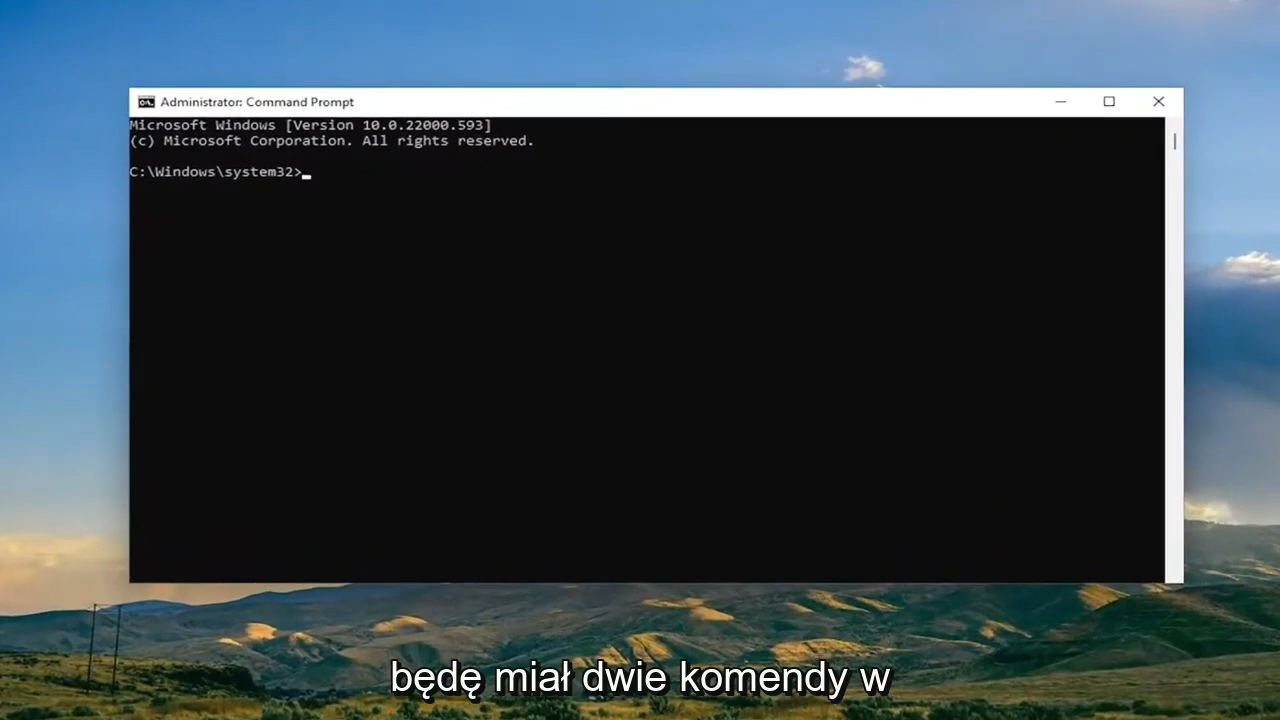 Administrator: Command Prompt
Microsoft Windows [Version 10.0.22000.593]
(c) Microsoft Corporation. All rights reserved.
C:\Windows\system32>
będę miał dwie komendy w